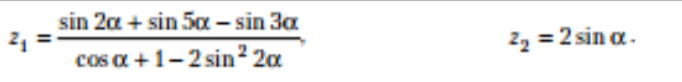 z₁ = (sin 2α + sin 5α – sin 3α) / (cos α + 1 – 2 sin² 2α), z₂ = 2 sin α.